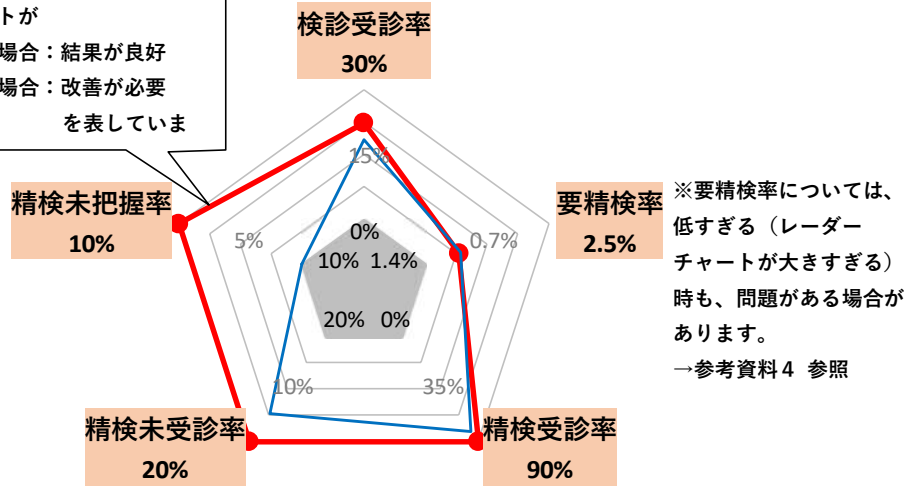 トが
場合：結果が良好
場合：改善が必要
を表していま
検診受診率
30%
15%
精検未把握率
10%
5%
0%
10% 1.4%
0.7%
要精検率
2.5%
※要精検率については、
低すぎる（レーダー
チャートが大きすぎる）
時も、問題がある場合が
あります。
→参考資料４ 参照
20% 0%
10%
35%
精検未受診率
20%
精検受診率
90%